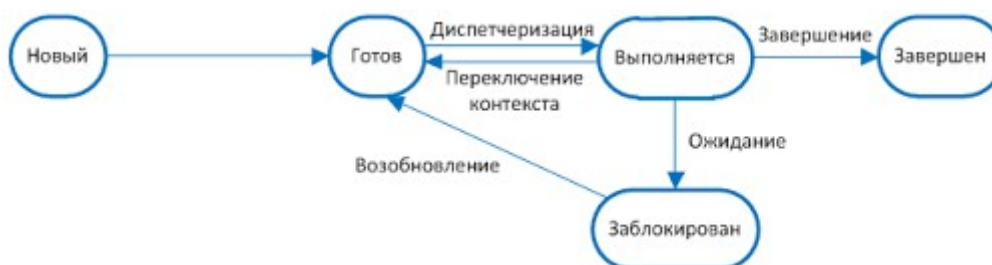 Новый
Готов
Диспетчеризация
Переключение
контекста
Выполняется
Завершение
Завершен
Возобновление
Ожидание
Заблокирован